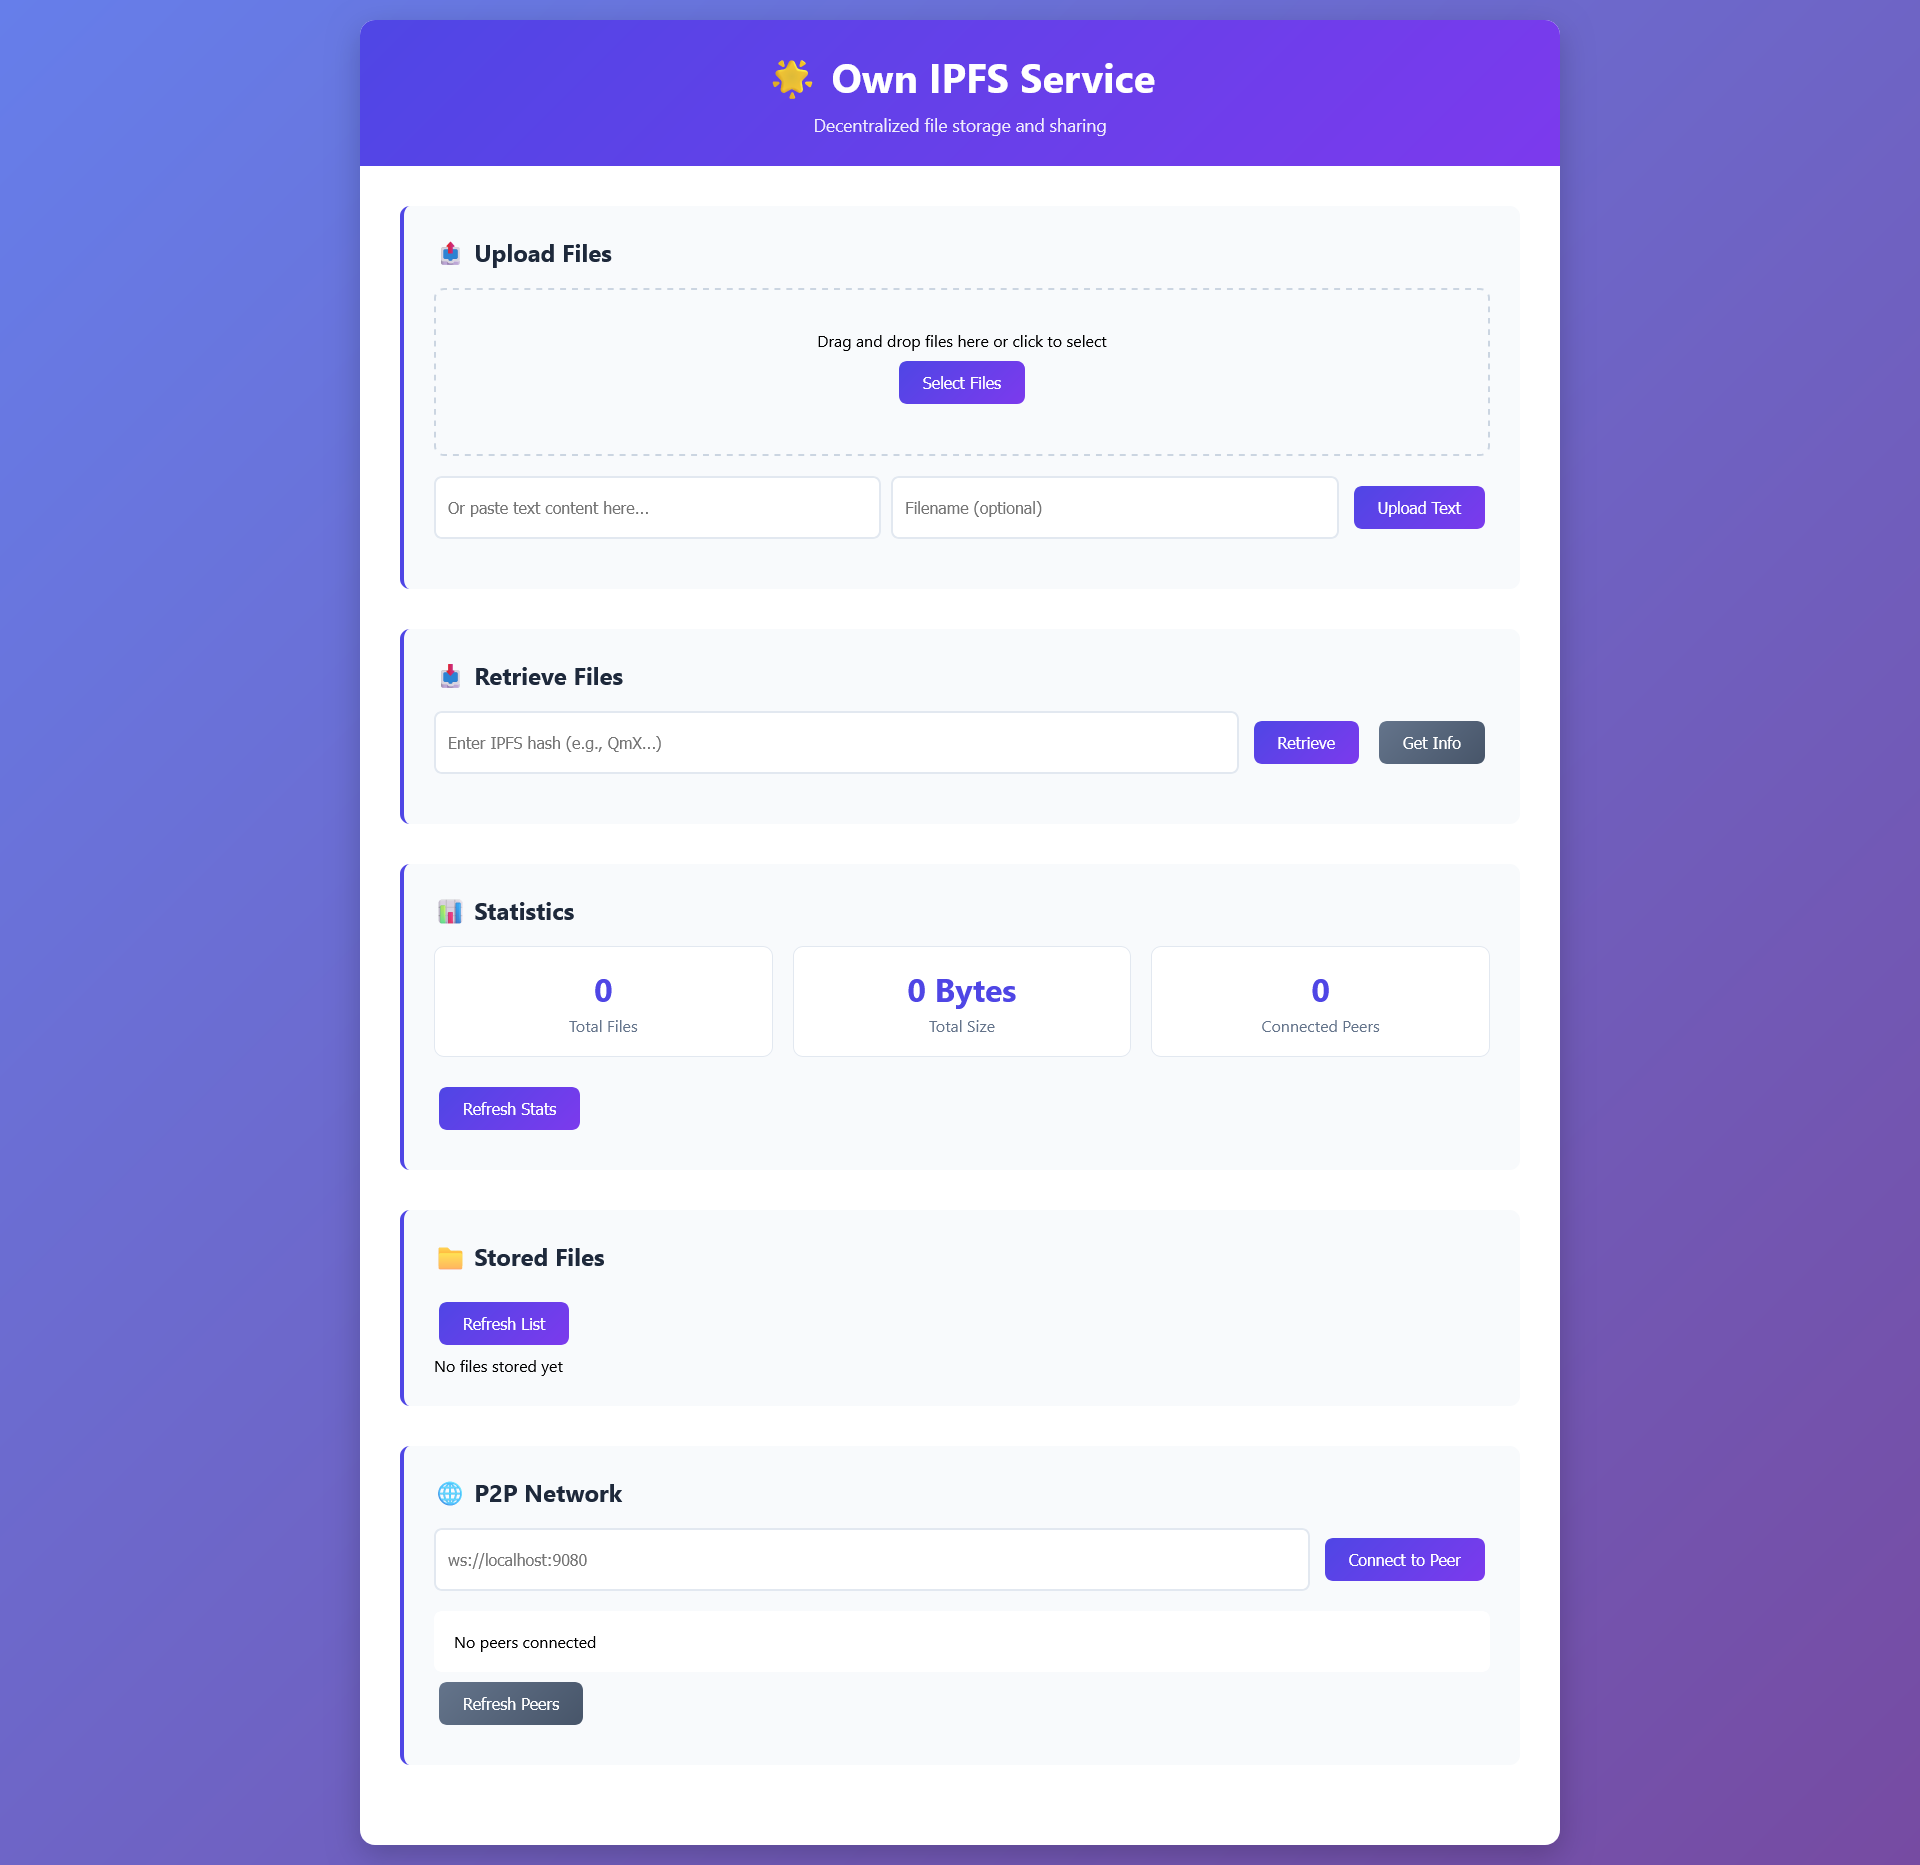 Own IPFS Service
Decentralized file storage and sharing
Upload Files
Drag and drop files here or click to select
Select Files
Or paste text content here...
Filename (optional)
Upload Text
Retrieve Files
Enter IPFS hash (e.g., QmX...)
Retrieve
Get Info
Statistics
0
Total Files
0 Bytes
Total Size
0
Connected Peers
Refresh Stats
Stored Files
Refresh List
No files stored yet
P2P Network
ws://localhost:9080
Connect to Peer
No peers connected
Refresh Peers